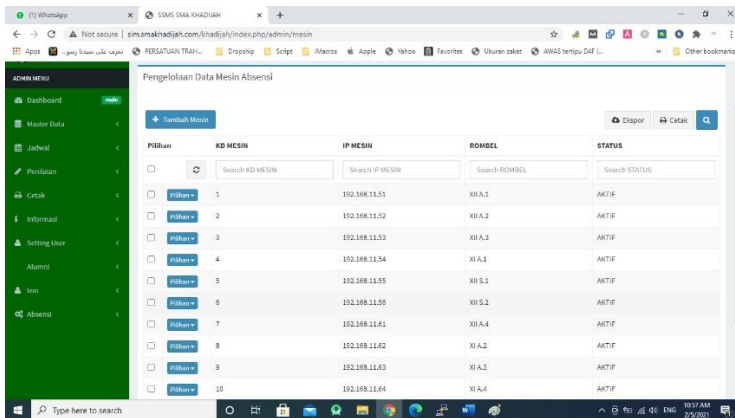 (1) WhatsApp
SSMS SMA KHADIJAH
Not secure | sim.smakhadijah.com/khadijah/index.php/admin/mesin
Apps
تعرف على سيدنا رسو...
PERSATUAN TRAH...
Dropship
Script
Macros
Apple
Yahoo
Favorites
Ukuran zakat
AWAS tertipu D4F (...
Other bookmarks
ADMIN MENU
Dashboard
Master Data
Jadwal
Penilaian
Cetak
Informasi
Setting User
Alumni
Izin
Absensi
Pengelolaan Data Mesin Absensi
+ Tambah Mesin
Ekspor
Cetak
Pilihan KD MESIN IP MESIN ROMBEL STATUS
Search KD MESIN Search IP MESIN Search ROMBEL Search STATUS
Pilihan 1 192.168.11.51 XII A.1 AKTIF
Pilihan 2 192.168.11.52 XII A.2 AKTIF
Pilihan 3 192.168.11.53 XII A.3 AKTIF
Pilihan 4 192.168.11.54 XI A.1 AKTIF
Pilihan 5 192.168.11.55 XII S.1 AKTIF
Pilihan 6 192.168.11.56 XII S.2 AKTIF
Pilihan 7 192.168.11.61 XII A.4 AKTIF
Pilihan 8 192.168.11.62 XI A.2 AKTIF
Pilihan 9 192.168.11.63 XI A.3 AKTIF
Pilihan 10 192.168.11.64 XI A.4 AKTIF
Type here to search
ENG
10:57 AM
2/5/2021